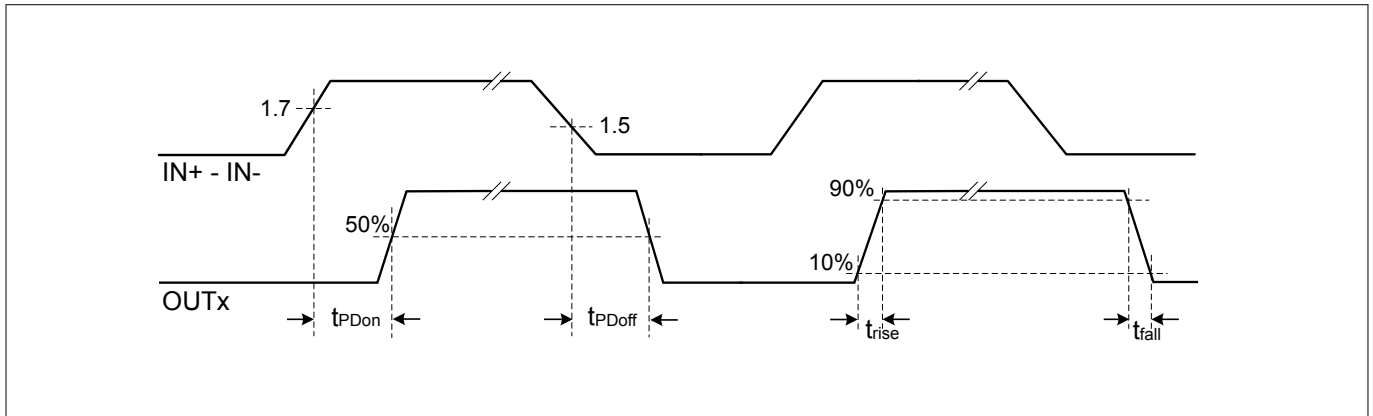 1.7
1.5
IN+ - IN-
50%
90%
10%
OUTx
tPDon
tPDoff
trise
tfall